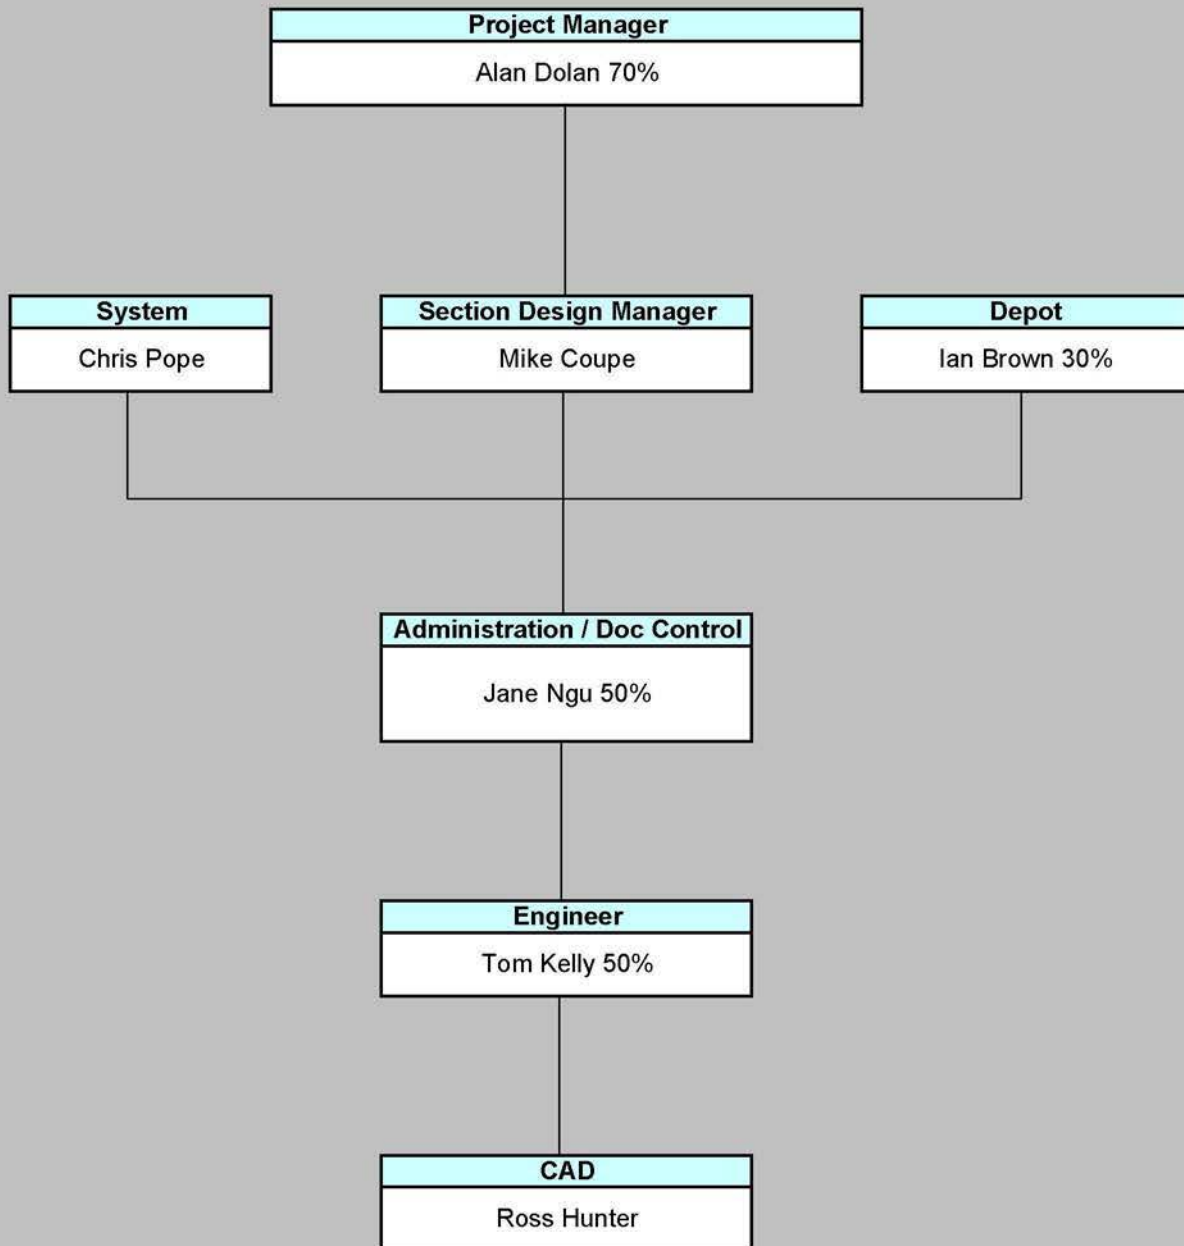 Project Manager
Alan Dolan 70%
System
Chris Pope
Section Design Manager
Mike Coupe
Depot
Ian Brown 30%
Administration / Doc Control
Jane Ngu 50%
Engineer
Tom Kelly 50%
CAD
Ross Hunter